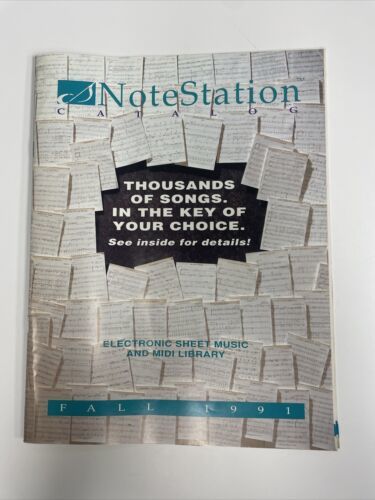 NoteStation
CATALOG
THOUSANDS
OF SONGS.
IN THE KEY OF
YOUR CHOICE.
See inside for details!
ELECTRONIC SHEET MUSIC
AND MIDI LIBRARY
FALL 1991